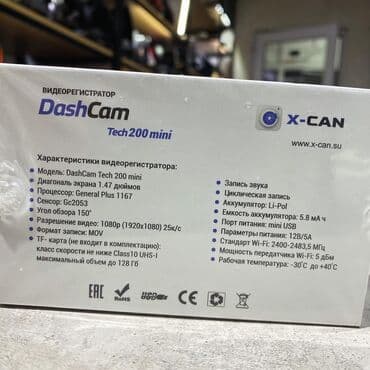 ВИДЕОРЕГИСТРАТОР
DashCam
Tech 200 mini
X-CAN
www.x-can.su
Характеристики видеорегистратора:
• Модель: DashCam Tech 200 mini
• Диагональ экрана 1.47 дюймов
• Процессор: General Plus 1167
• Сенсор: Gc2053
• Угол обзора 150°
• Разрешение видео: 1080p (1920x1080) 25к/с
• Формат записи: MOV
• TF- карта (не входит в комплектацию):
класс скорости не ниже Class10 UHS-I
максимальный объем до 128 Гб
• Запись звука
• Циклическая запись
• Аккумулятор: Li-Pol
• Емкость аккумулятора: 5.8 мА ч
• Порт питания: mini USB
• Параметры питания: 12В/5А
• Стандарт Wi-Fi: 2400-2483,5 МГц
• Мощность передатчика Wi-Fi: 5 дБм
• Рабочая температура: -30°С до +40°С
EAC
RoHS
CE